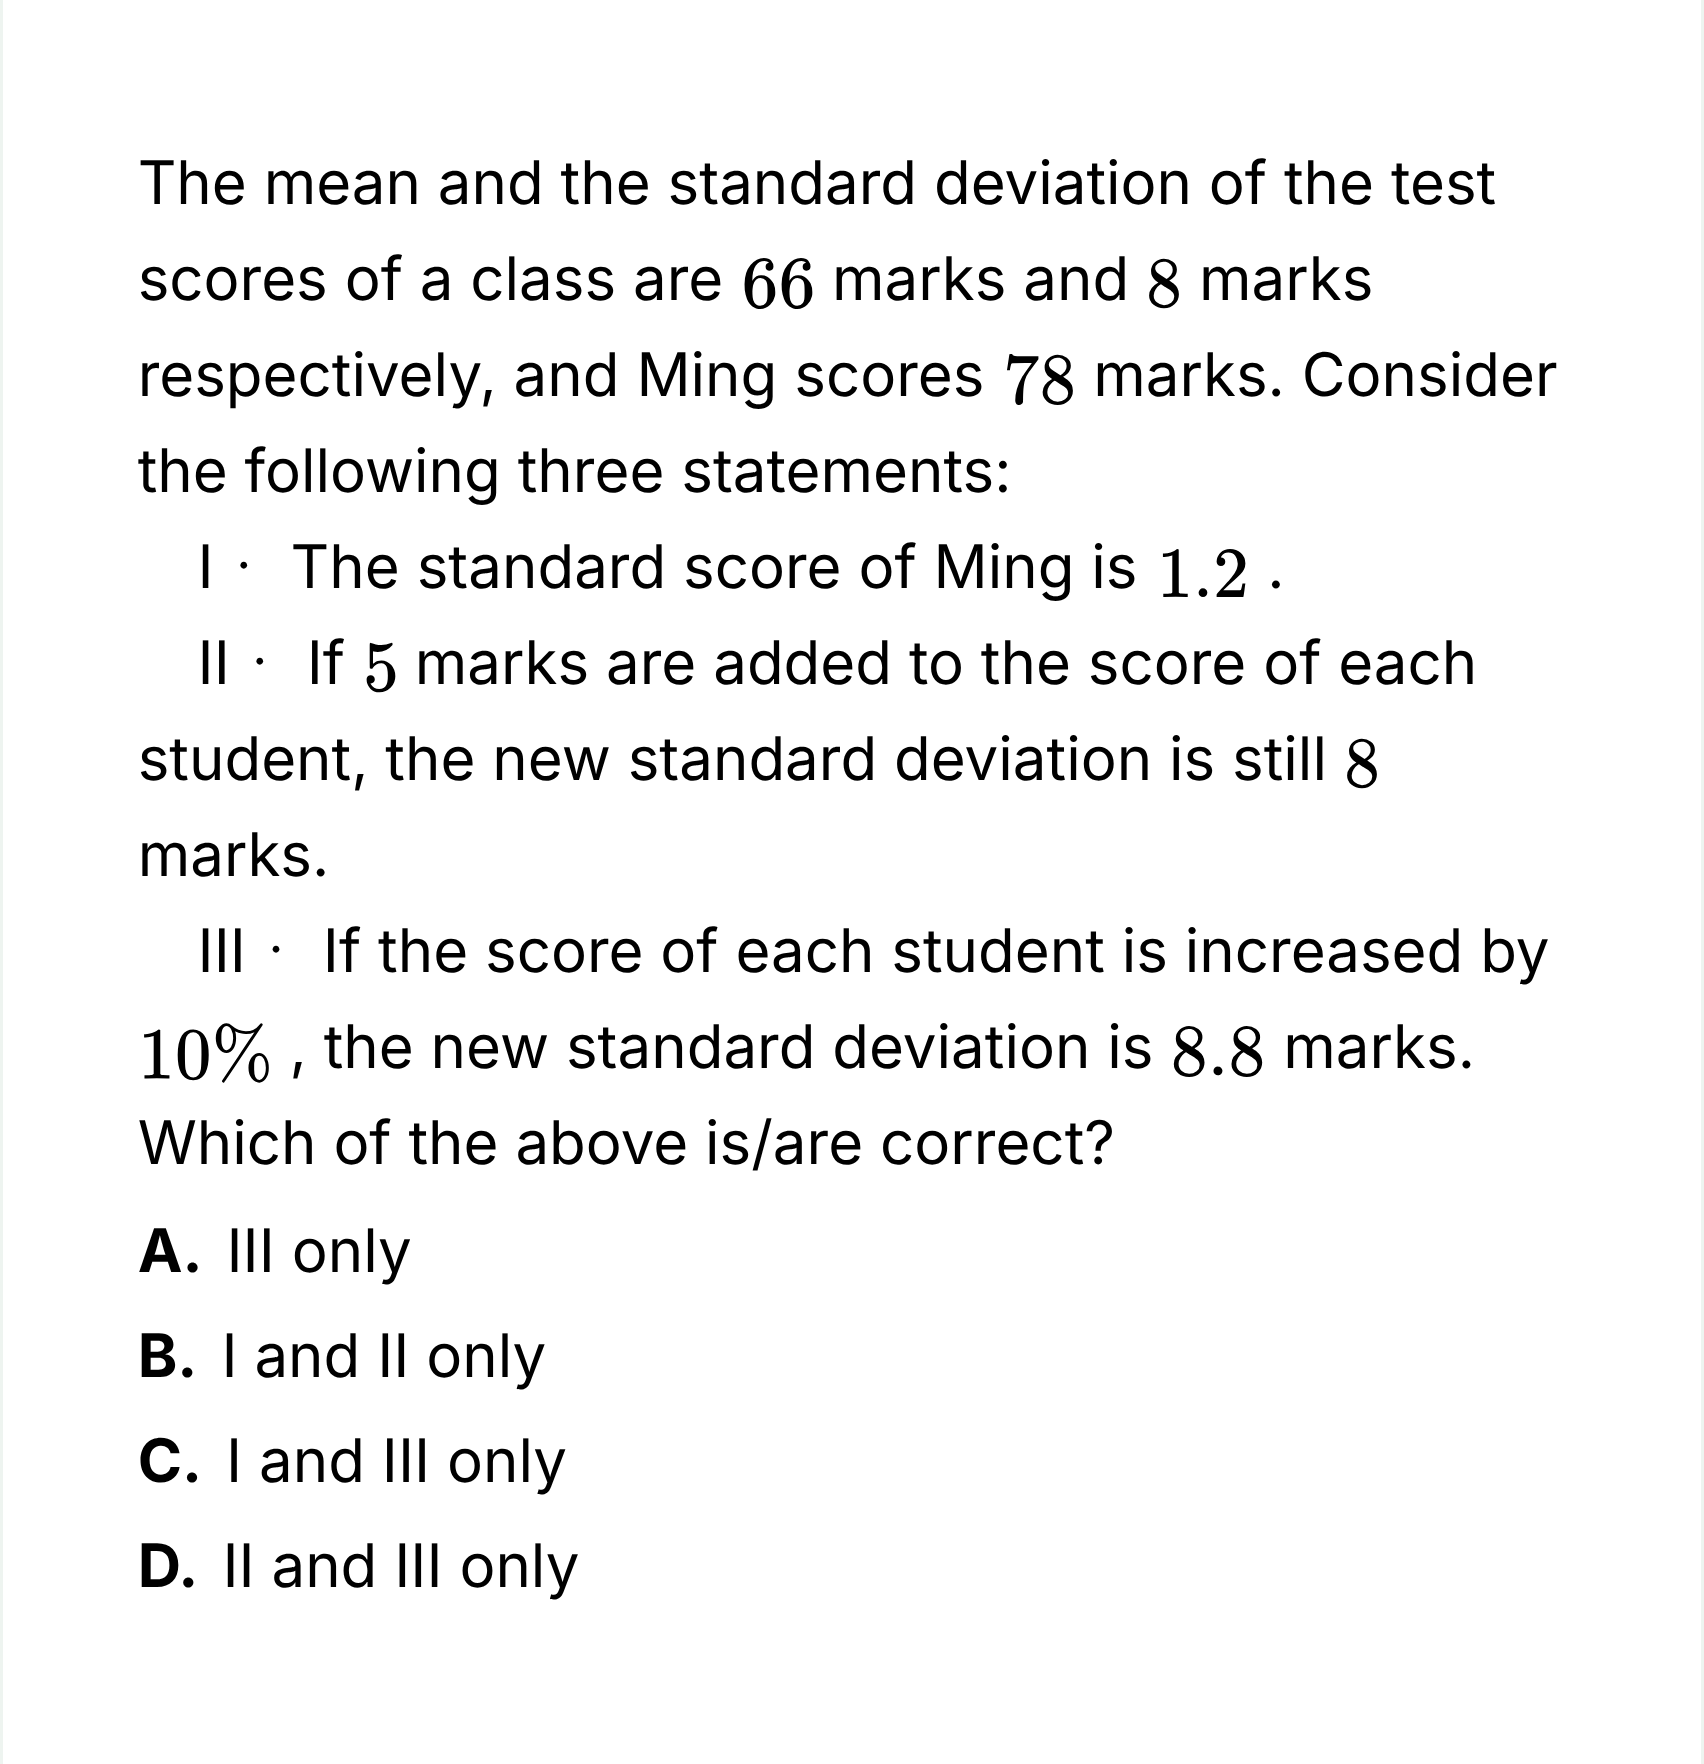 The mean and the standard deviation of the test
scores of a class are 66 marks and 8 marks
respectively, and Ming scores 78 marks. Consider
the following three statements:
I · The standard score of Ming is 1.2 .
II · If 5 marks are added to the score of each
student, the new standard deviation is still 8
marks.
III · If the score of each student is increased by
10% , the new standard deviation is 8.8 marks.
Which of the above is/are correct?
A. III only
B. I and II only
C. I and III only
D. II and III only